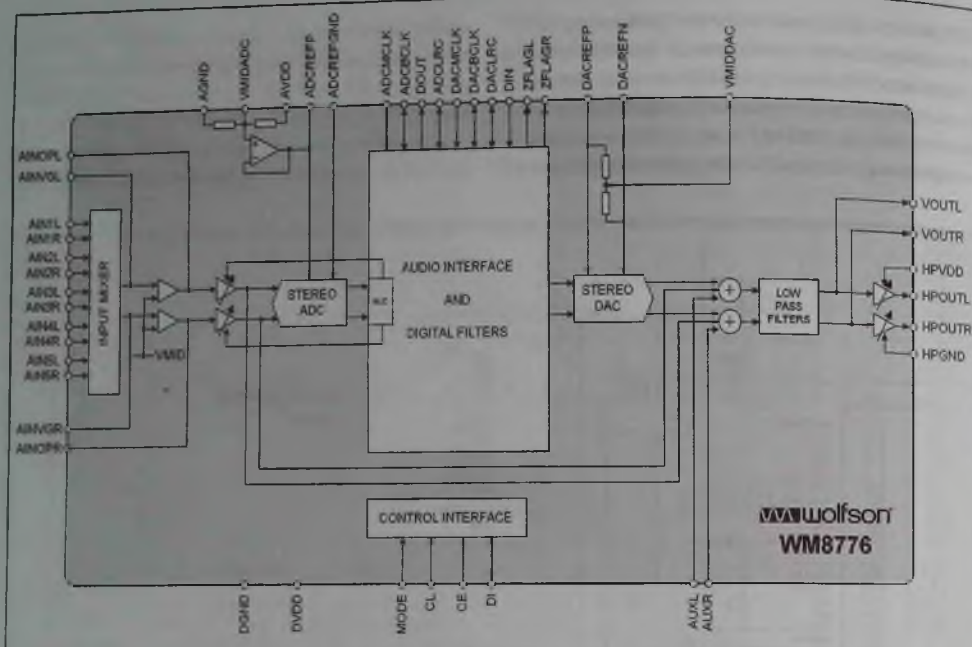 AGND
VMIDADC
AVDD
ADCREFP
ADCREFGND
ADCMCLK
ADCBCLK
DOUT
ADCLRC
DACMCLK
DACBCLK
DACLRC
DIN
ZFLAGL
ZFLAGR
DACREFP
DACREFN
VMIDDAC
AINOPL
AINVGL
AIN1L
AIN1R
AIN2L
AIN2R
AIN3L
AIN3R
AIN4L
AIN4R
AIN5L
AIN5R
AINVGR
AINOPR
INPUT MIXER
VMID
STEREO
ADC
ALC
AUDIO INTERFACE
AND
DIGITAL FILTERS
STEREO
DAC
LOW
PASS
FILTERS
VOUTL
VOUTR
HPVDD
HPOUTL
HPOUTR
HPGND
CONTROL INTERFACE
wolfson
WM8776
DGND
DVDD
MODE
CL
CE
DI
AUXL
AUXR